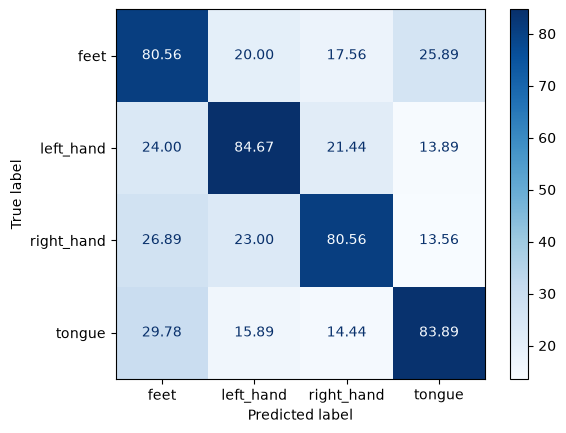 feet 80.56 20.00 17.56 25.89 80
70
left_hand 24.00 84.67 21.44 13.89 60
True label 50
right_hand 26.89 23.00 80.56 13.56 40
30
tongue 29.78 15.89 14.44 83.89 20
feet left_hand right_hand tongue
Predicted label